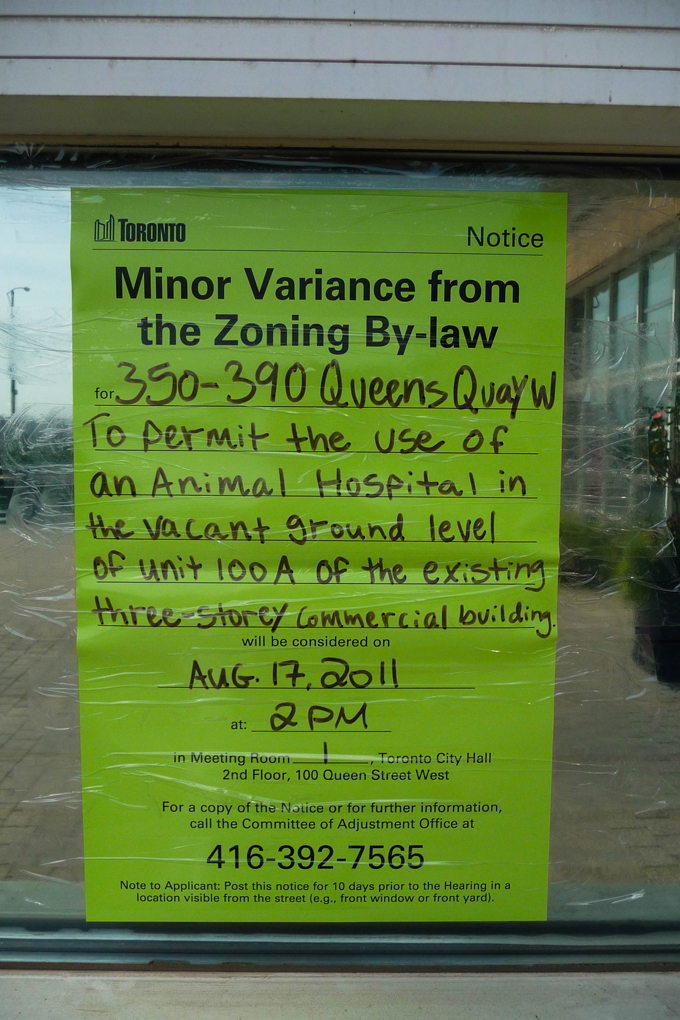 TORONTO
Notice
Minor Variance from
the Zoning By-law
for 350-390 Queens Quay W
To permit the use of
an Animal Hospital in
the vacant ground level
of unit 100A of the existing
three-storey commercial building.
will be considered on
AUG. 17, 2011
at: 2 PM
in Meeting Room 1, Toronto City Hall
2nd Floor, 100 Queen Street West
For a copy of the Notice or for further information,
call the Committee of Adjustment Office at
416-392-7565
Note to Applicant: Post this notice for 10 days prior to the Hearing in a
location visible from the street (e.g., front window or front yard).